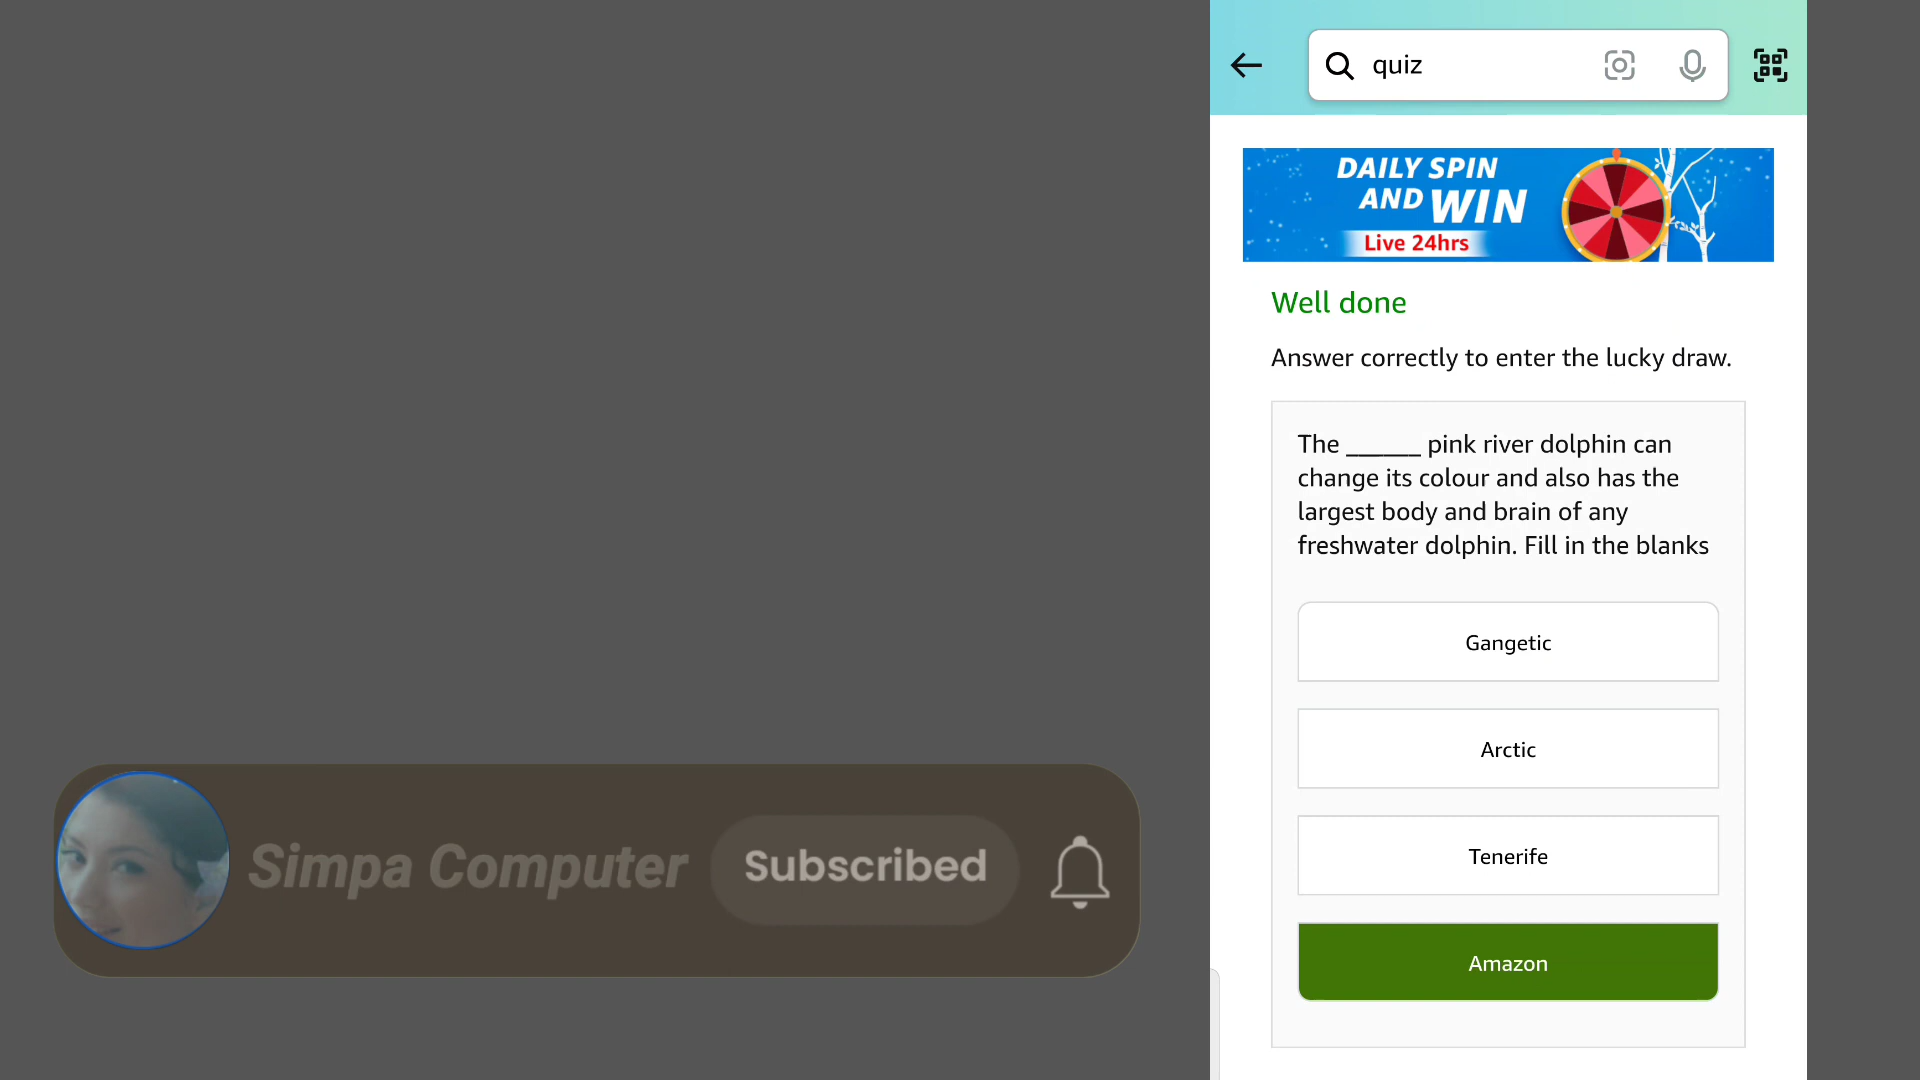 quiz
DAILY SPIN
AND WIN
Live 24hrs
Well done
Answer correctly to enter the lucky draw.
The ______ pink river dolphin can
change its colour and also has the
largest body and brain of any
freshwater dolphin. Fill in the blanks
Gangetic
Arctic
Tenerife
Amazon
Simpa Computer
Subscribed